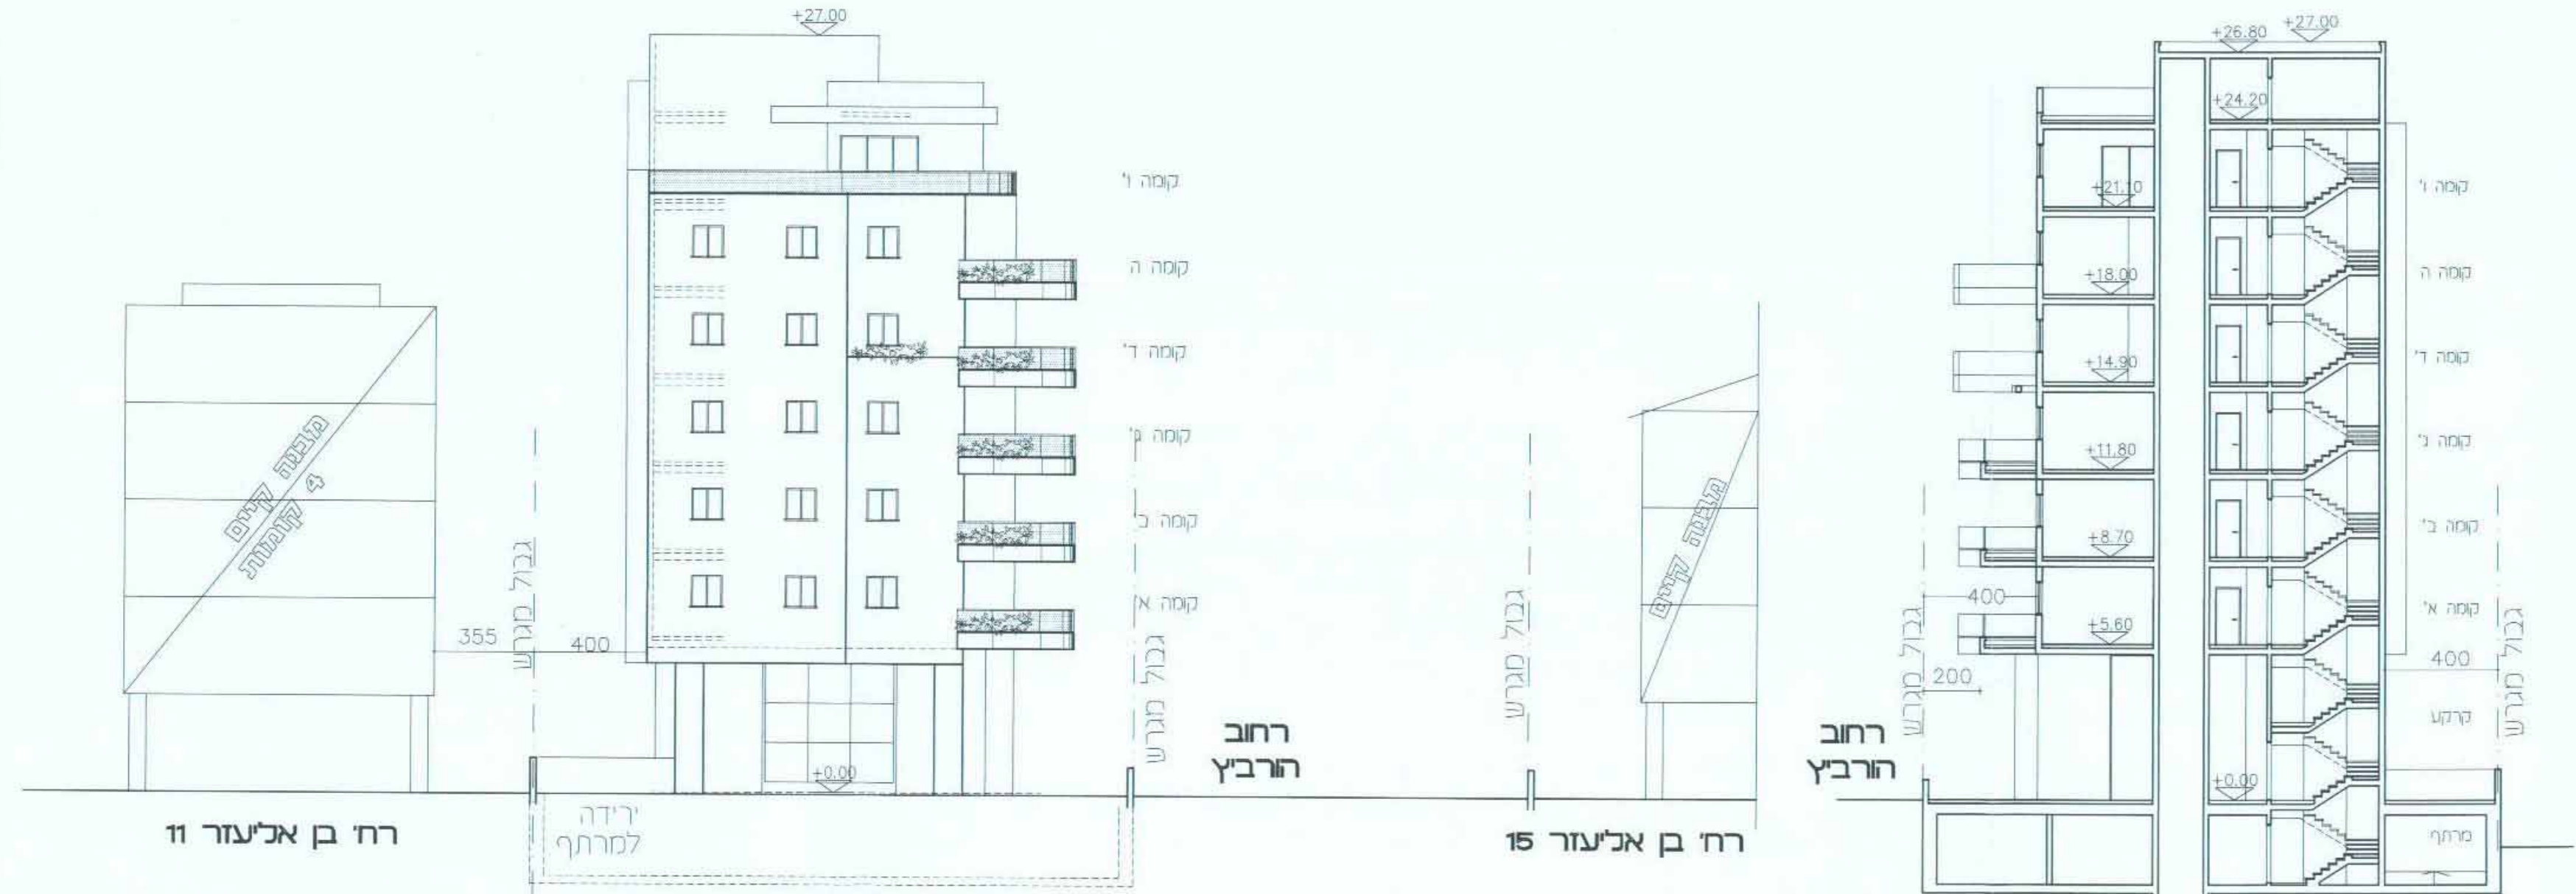 +27.00
קומה ו'
קומה ה
קומה ד'
קומה ג'
קומה ב'
קומה א'
מבנה קיים
4 קומות
355
גבול מגרש
400
גבול מגרש
+0.00
ירידה
למרתף
רח' בן אליעזר 11
רחוב
הורביץ
גבול מגרש
מבנה קיים
רח' בן אליעזר 15
רחוב
הורביץ
+26.80
+27.00
+24.20
+21.10
+18.00
+14.90
+11.80
+8.70
+5.60
+0.00
קומה ו'
קומה ה
קומה ד'
קומה ג'
קומה ב'
קומה א'
קרקע
מרתף
גבול מגרש
400
200
400
גבול מגרש